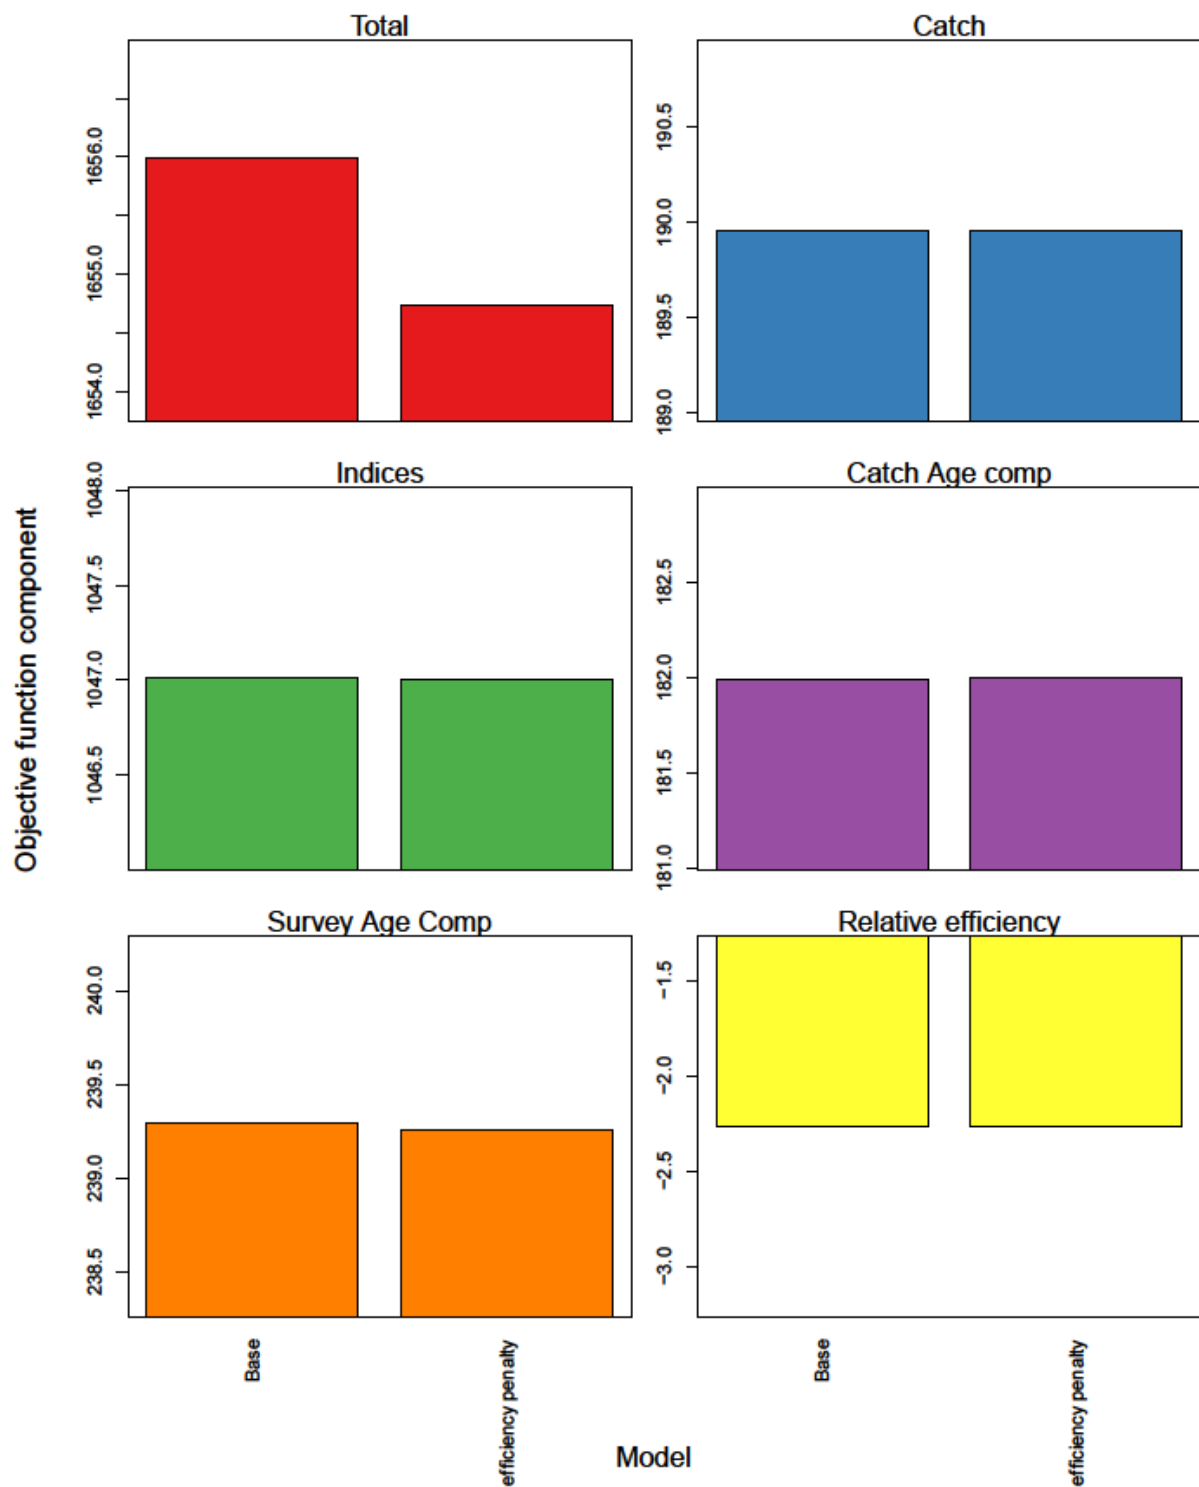 Total
1656.0
1655.0
1654.0
Catch
190.5
190.0
189.5
189.0
Objective function component
Indices
1048.0
1047.5
1047.0
1046.5
Catch Age comp
182.5
182.0
181.5
181.0
Survey Age Comp
240.0
239.5
239.0
238.5
Relative efficiency
−1.5
−2.0
−2.5
−3.0
Base
efficiency penalty
Base
efficiency penalty
Model